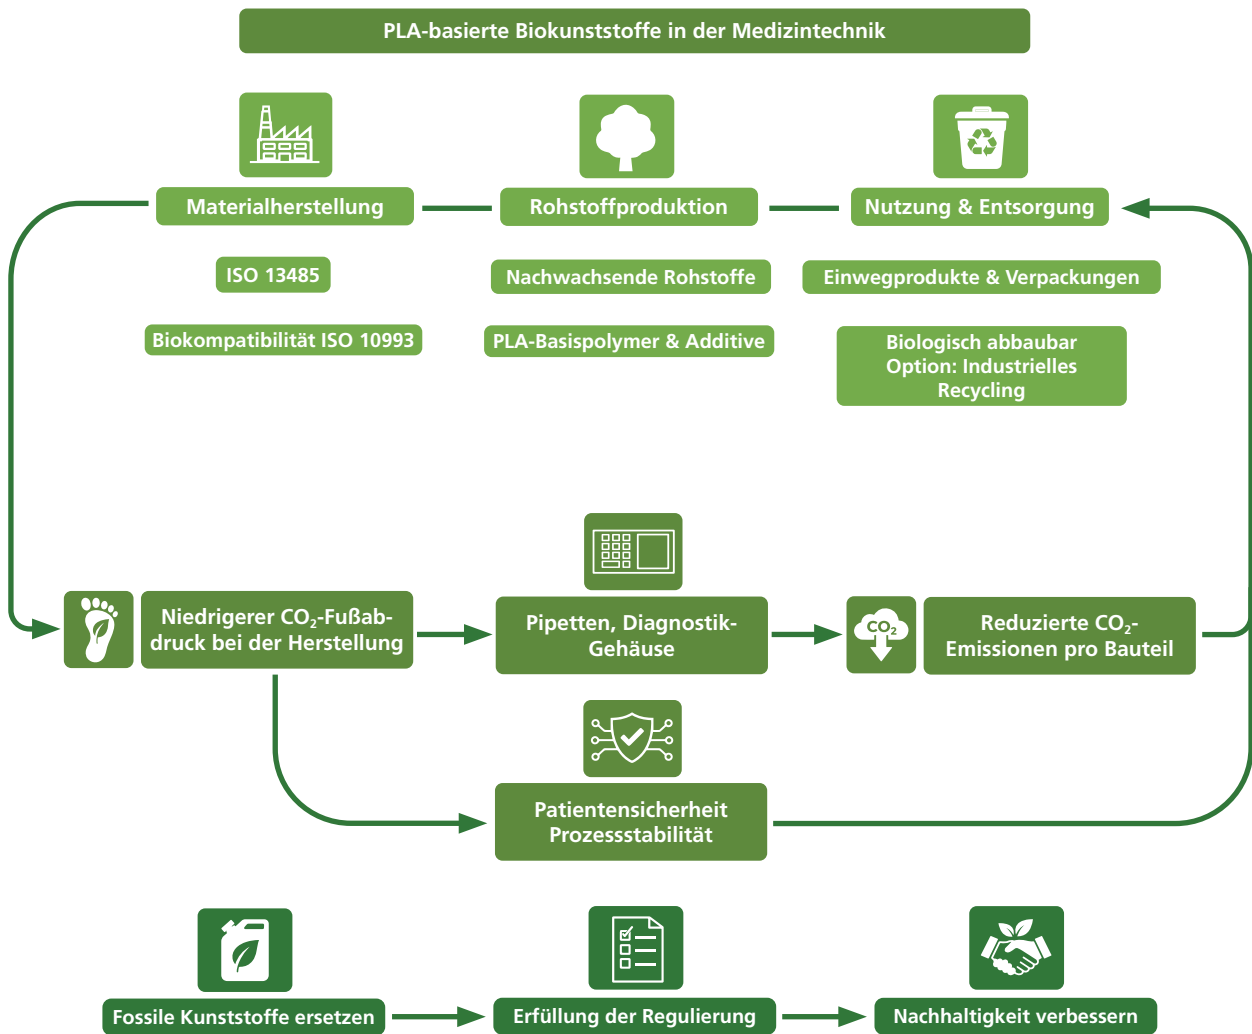 PLA-basierte Biokunststoffe in der Medizintechnik
Materialherstellung
Rohstoffproduktion
Nutzung & Entsorgung
ISO 13485
Nachwachsende Rohstoffe
Einwegprodukte & Verpackungen
Biokompatibilität ISO 10993
PLA-Basispolymer & Additive
Biologisch abbaubar
Option: Industrielles
Recycling
Niedrigerer CO₂-Fußab-
druck bei der Herstellung
Pipetten, Diagnostik-
Gehäuse
CO₂
Reduzierte CO₂-
Emissionen pro Bauteil
Patientensicherheit
Prozessstabilität
Fossile Kunststoffe ersetzen
Erfüllung der Regulierung
Nachhaltigkeit verbessern